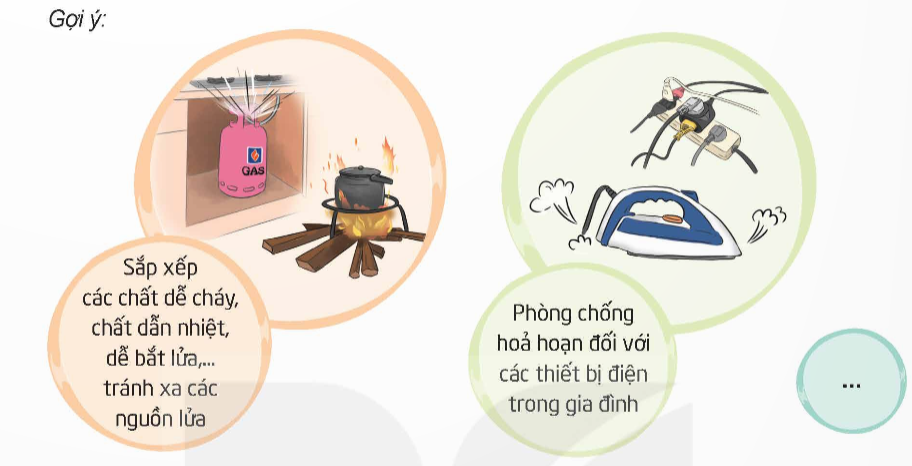 Gợi ý:
GAS
Sắp xếp
các chất dễ cháy,
chất dẫn nhiệt,
dễ bắt lửa,...
tránh xa các
nguồn lửa
Phòng chống
hoả hoạn đối với
các thiết bị điện
trong gia đình
...